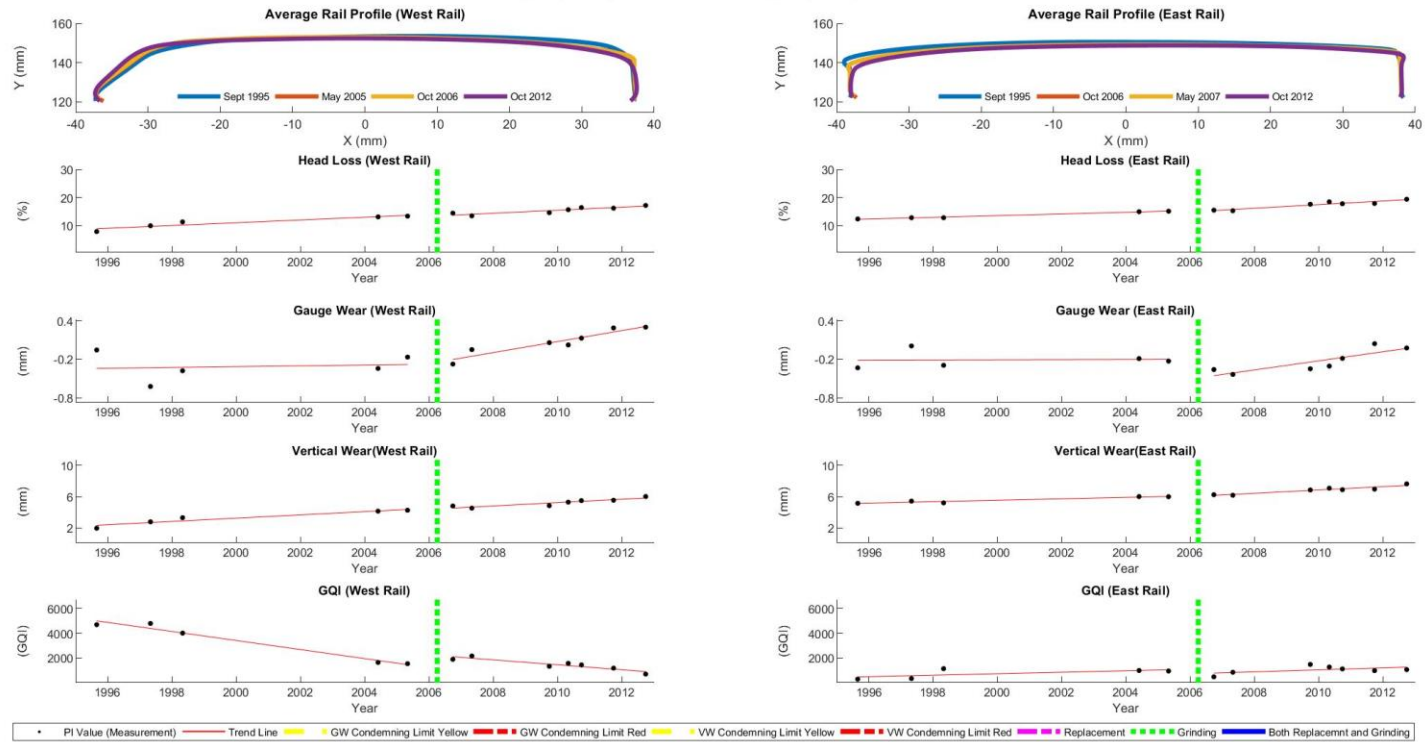 Average Rail Profile (West Rail)
160
140
120
Y (mm)
Sept 1995 May 2005 Oct 2006 Oct 2012
-40 -30 -20 -10 0 10 20 30 40
X (mm)
Head Loss (West Rail)
30
20
10
(%)
1996 1998 2000 2002 2004 2006 2008 2010 2012
Year
Gauge Wear (West Rail)
0.4
-0.2
-0.8
(mm)
1996 1998 2000 2002 2004 2006 2008 2010 2012
Year
Vertical Wear(West Rail)
10
6
2
(mm)
1996 1998 2000 2002 2004 2006 2008 2010 2012
Year
GQI (West Rail)
6000
4000
2000
(GQI)
1996 1998 2000 2002 2004 2006 2008 2010 2012
Year
Average Rail Profile (East Rail)
160
140
120
Y (mm)
Sept 1995 Oct 2006 May 2007 Oct 2012
-40 -30 -20 -10 0 10 20 30 40
X (mm)
Head Loss (East Rail)
30
20
10
(%)
1996 1998 2000 2002 2004 2006 2008 2010 2012
Year
Gauge Wear (East Rail)
0.4
-0.2
-0.8
(mm)
1996 1998 2000 2002 2004 2006 2008 2010 2012
Year
Vertical Wear(East Rail)
10
6
2
(mm)
1996 1998 2000 2002 2004 2006 2008 2010 2012
Year
GQI (East Rail)
6000
4000
2000
(GQI)
1996 1998 2000 2002 2004 2006 2008 2010 2012
Year
PI Value (Measurement) Trend Line GW Condemning Limit Yellow GW Condemning Limit Red VW Condemning Limit Yellow VW Condemning Limit Red Replacement Grinding Both Replacemnt and Grinding